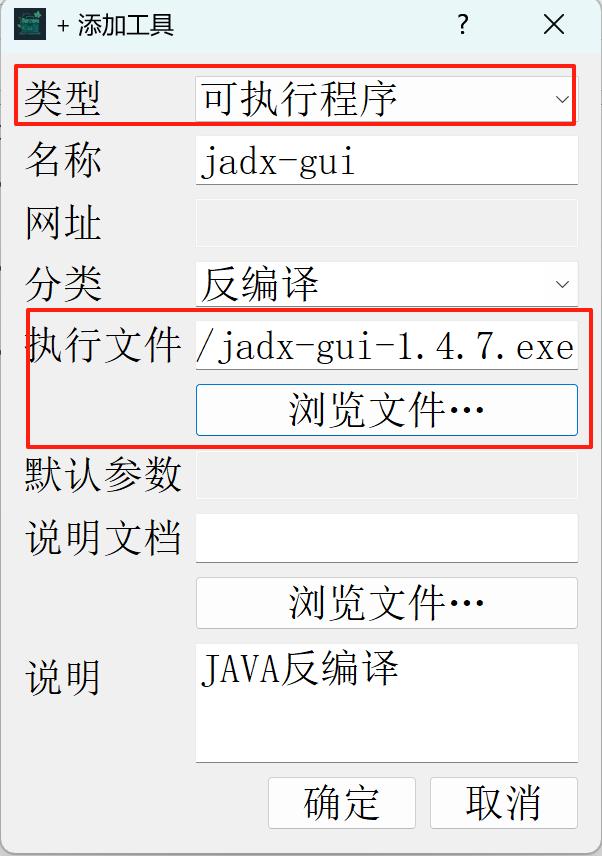 + 添加工具 ?
类型 可执行程序
名称 jadx-gui
网址
分类 反编译
执行文件 /jadx-gui-1.4.7.exe
浏览文件…
默认参数
说明文档
浏览文件…
说明 JAVA反编译
确定 取消